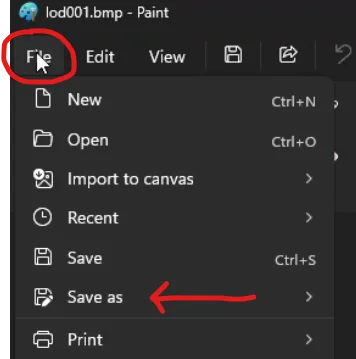 lod001.bmp - Paint
File Edit View
New Ctrl+N
Open Ctrl+O
Import to canvas
Recent
Save Ctrl+S
Save as
Print